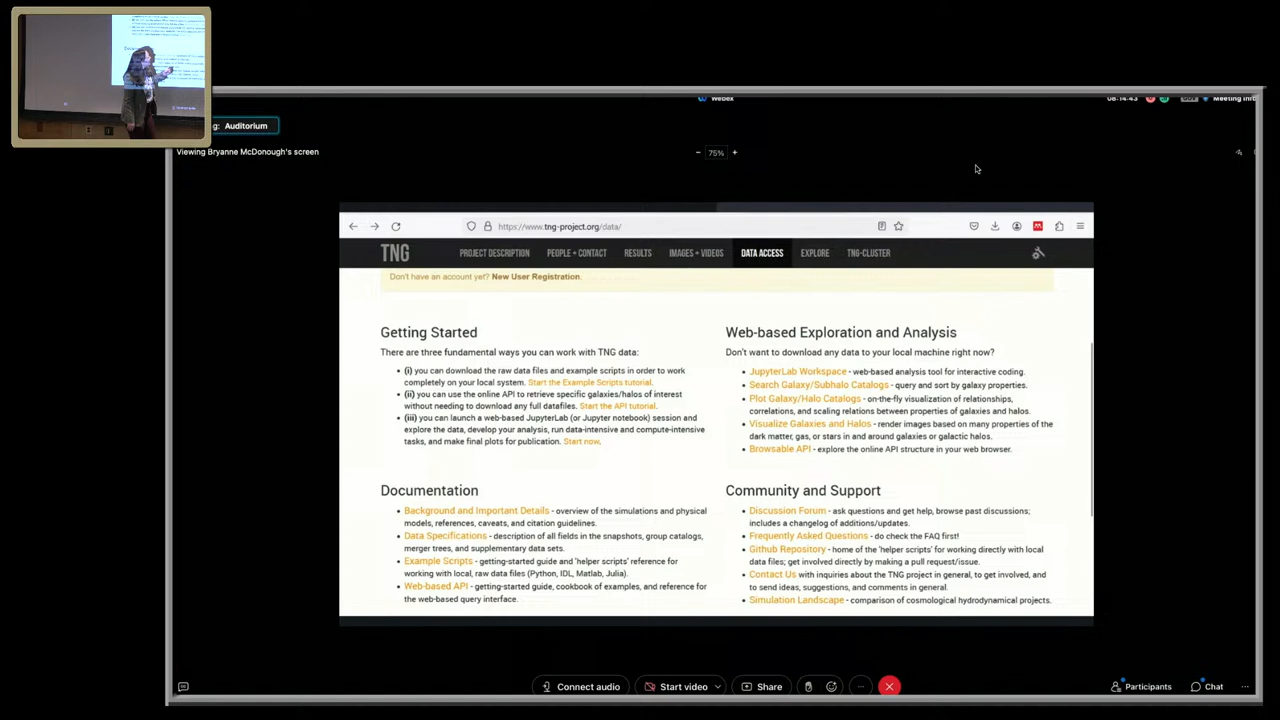 Webex
08:14:43
Meeting Info
ng: Auditorium
Viewing Bryanne McDonough's screen
− 75% +
https://www.tng-project.org/data/
TNG PROJECT DESCRIPTION PEOPLE + CONTACT RESULTS IMAGES + VIDEOS DATA ACCESS EXPLORE TNG-CLUSTER
Don't have an account yet? New User Registration.
Getting Started
There are three fundamental ways you can work with TNG data:
• (i) you can download the raw data files and example scripts in order to work
completely on your local system. Start the Example Scripts tutorial.
• (ii) you can use the online API to retrieve specific galaxies/halos of interest
without needing to download any full datafiles. Start the API tutorial.
• (iii) you can launch a web-based JupyterLab (or Jupyter notebook) session and
explore the data, develop your analysis, run data-intensive and compute-intensive
tasks, and make final plots for publication. Start now.
Web-based Exploration and Analysis
Don't want to download any data to your local machine right now?
• JupyterLab Workspace - web-based analysis tool for interactive coding.
• Search Galaxy/Subhalo Catalogs - query and sort by galaxy properties.
• Plot Galaxy/Halo Catalogs - on-the-fly visualization of relationships,
correlations, and scaling relations between properties of galaxies and halos.
• Visualize Galaxies and Halos - render images based on many properties of the
dark matter, gas, or stars in and around galaxies or galactic halos.
• Browsable API - explore the online API structure in your web browser.
Documentation
• Background and Important Details - overview of the simulations and physical
models, references, caveats, and citation guidelines.
• Data Specifications - description of all fields in the snapshots, group catalogs,
merger trees, and supplementary data sets.
• Example Scripts - getting-started guide and 'helper scripts' reference for
working with local, raw data files (Python, IDL, Matlab, Julia).
• Web-based API - getting-started guide, cookbook of examples, and reference for
the web-based query interface.
Community and Support
• Discussion Forum - ask questions and get help, browse past discussions;
includes a changelog of additions/updates.
• Frequently Asked Questions - do check the FAQ first!
• Github Repository - home of the 'helper scripts' for working directly with local
data files; get involved directly by making a pull request/issue.
• Contact Us with inquiries about the TNG project in general, to get involved, and
to send ideas, suggestions, and comments in general.
• Simulation Landscape - comparison of cosmological hydrodynamical projects.
Connect audio
Start video
Share
Participants
Chat